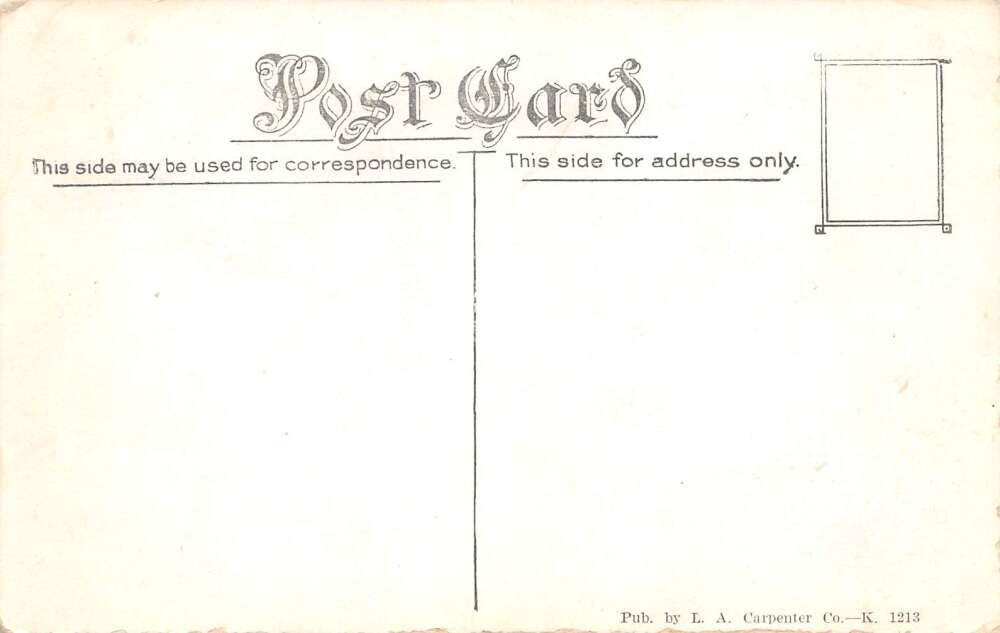 Post Card
This side may be used for correspondence.
This side for address only.
Pub. by L. A. Carpenter Co.—K. 1213